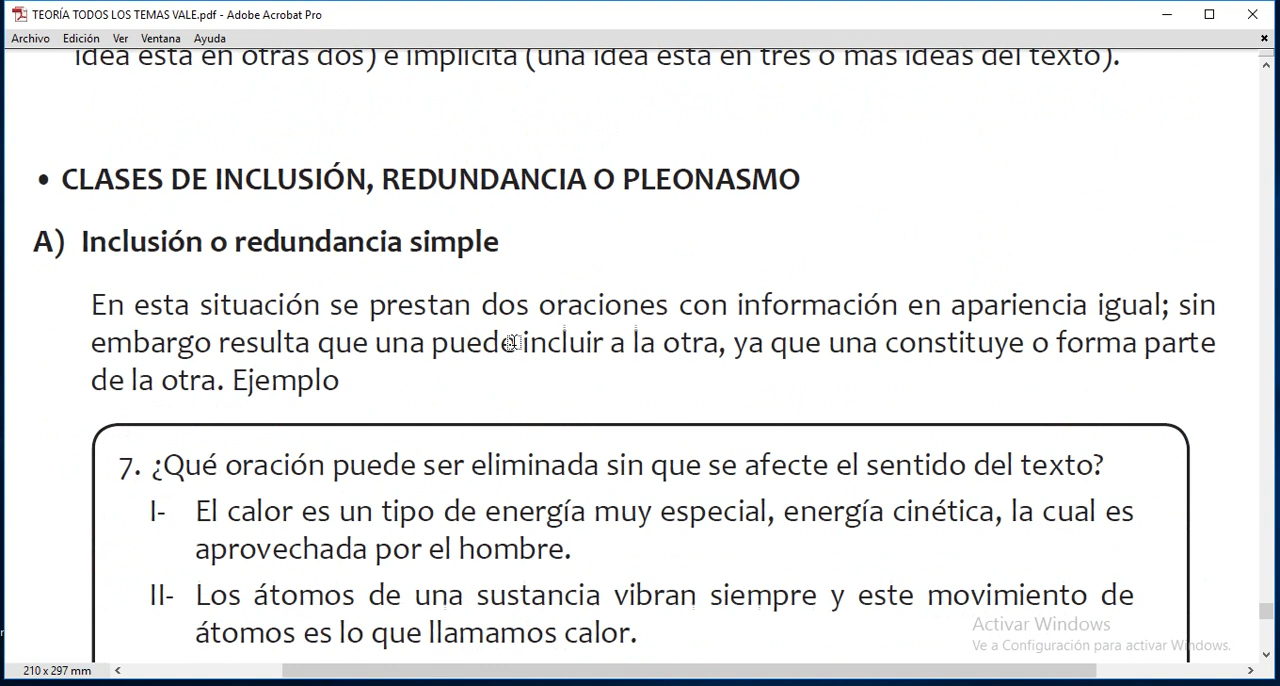 TEORÍA TODOS LOS TEMAS VALE.pdf - Adobe Acrobat Pro
Archivo Edición Ver Ventana Ayuda
idea está en otras dos) e implícita (una idea está en tres o más ideas del texto).
• CLASES DE INCLUSIÓN, REDUNDANCIA O PLEONASMO
A) Inclusión o redundancia simple
En esta situación se prestan dos oraciones con información en apariencia igual; sin
embargo resulta que una puede incluir a la otra, ya que una constituye o forma parte
de la otra. Ejemplo
7. ¿Qué oración puede ser eliminada sin que se afecte el sentido del texto?
I- El calor es un tipo de energía muy especial, energía cinética, la cual es
aprovechada por el hombre.
II- Los átomos de una sustancia vibran siempre y este movimiento de
átomos es lo que llamamos calor.
Activar Windows
Ve a Configuración para activar Windows.
210 x 297 mm